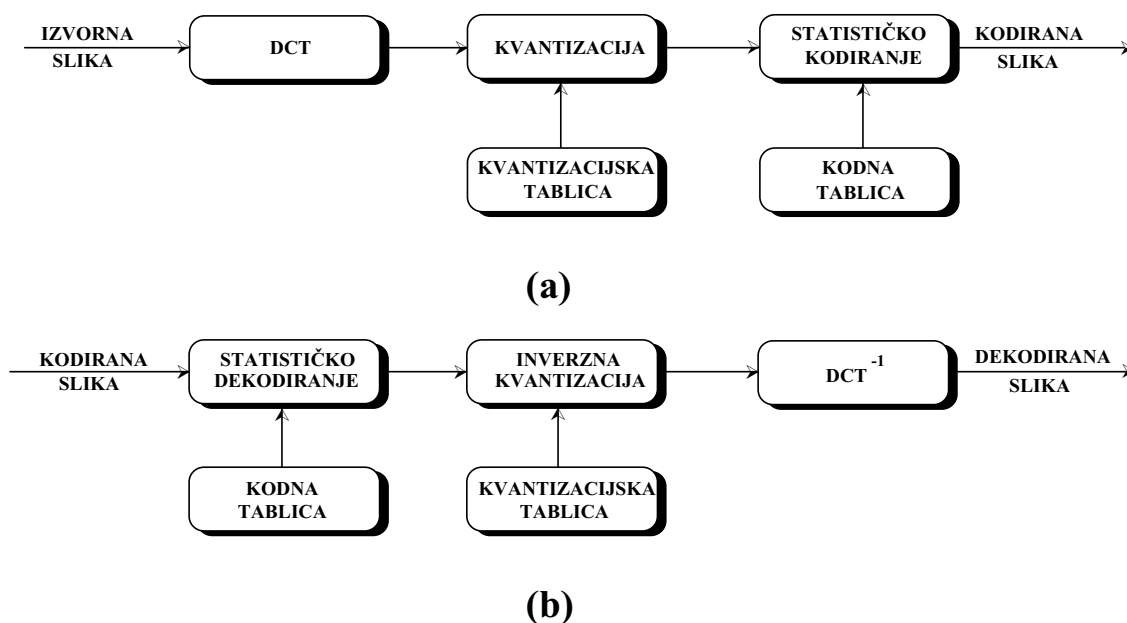 IZVORNA
SLIKA
DCT
KVANTIZACIJA
STATISTIČKO
KODIRANJE
KODIRANA
SLIKA
KVANTIZACIJSKA
TABLICA
KODNA
TABLICA
(a)
KODIRANA
SLIKA
STATISTIČKO
DEKODIRANJE
INVERZNA
KVANTIZACIJA
DCT -1
DEKODIRANA
SLIKA
KODNA
TABLICA
KVANTIZACIJSKA
TABLICA
(b)